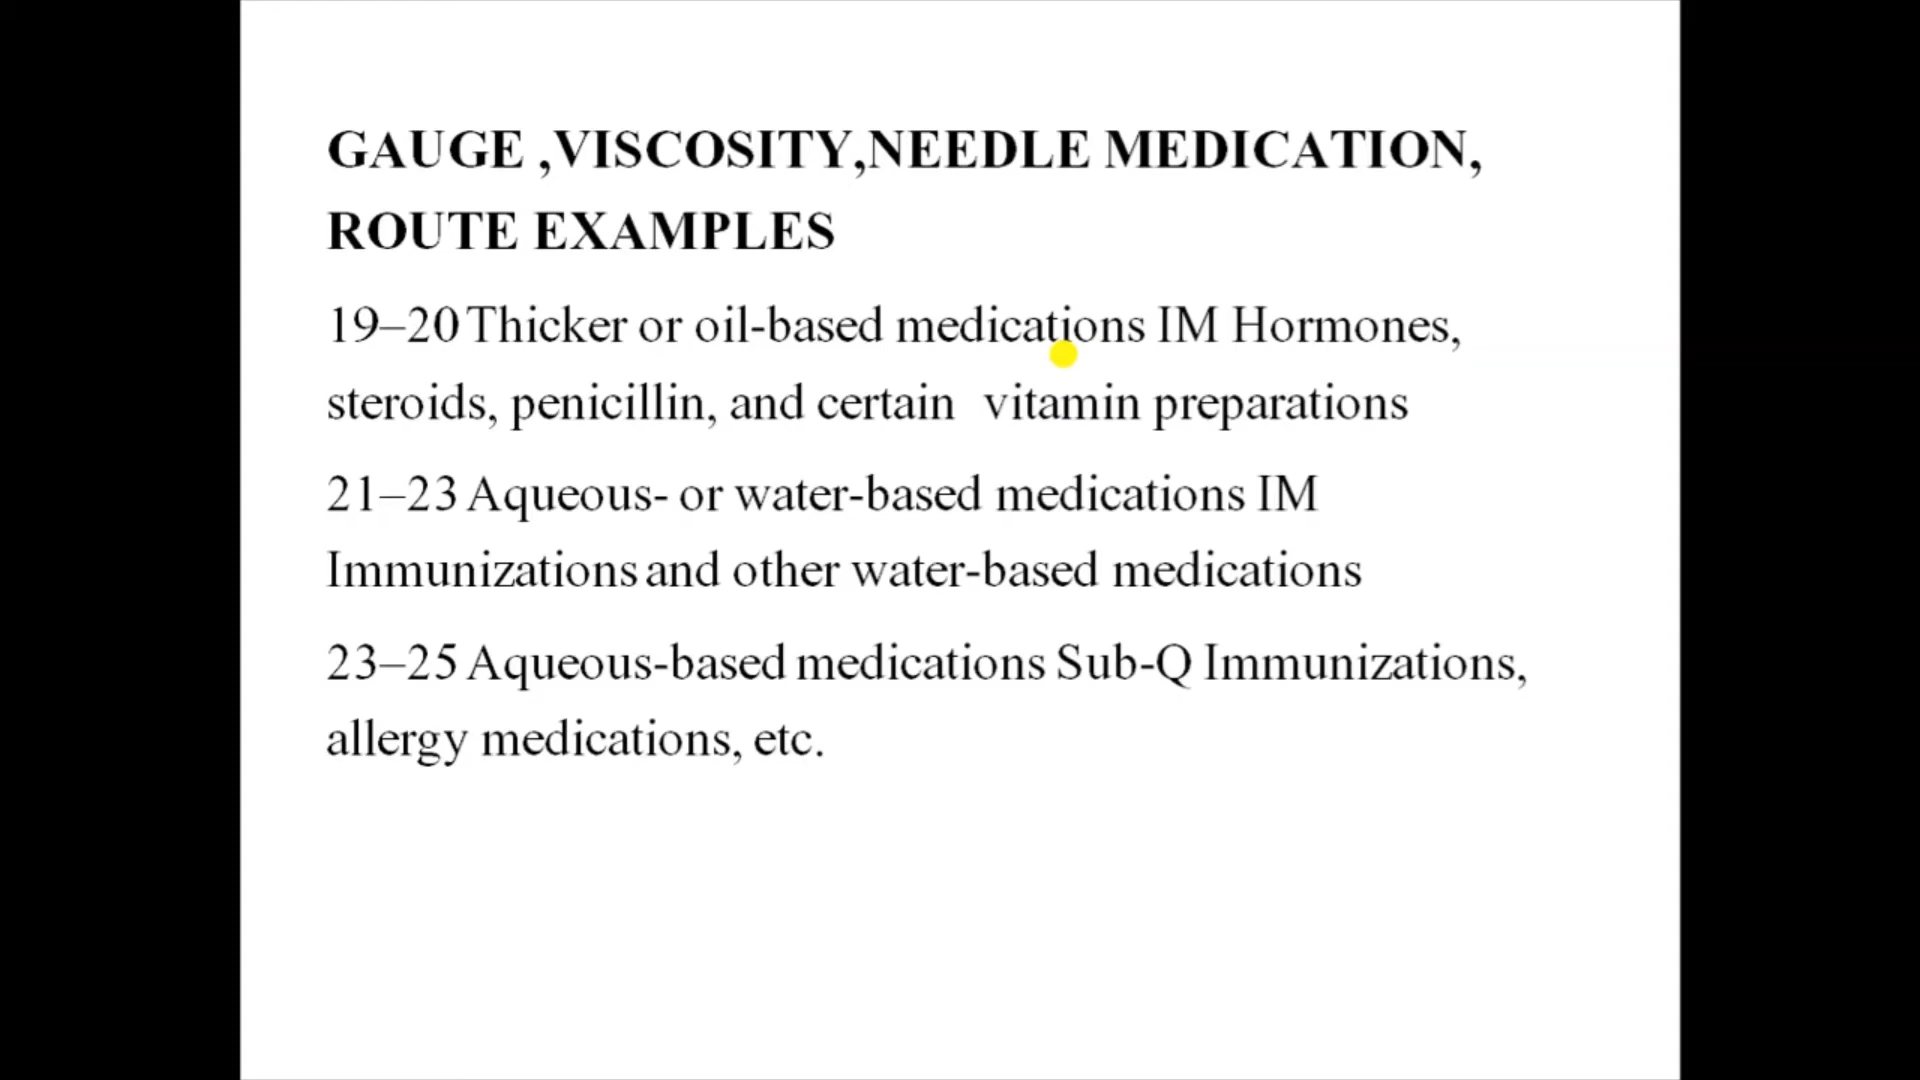 GAUGE ,VISCOSITY,NEEDLE MEDICATION,
ROUTE EXAMPLES
19–20 Thicker or oil-based medications IM Hormones,
steroids, penicillin, and certain vitamin preparations
21–23 Aqueous- or water-based medications IM
Immunizations and other water-based medications
23–25 Aqueous-based medications Sub-Q Immunizations,
allergy medications, etc.